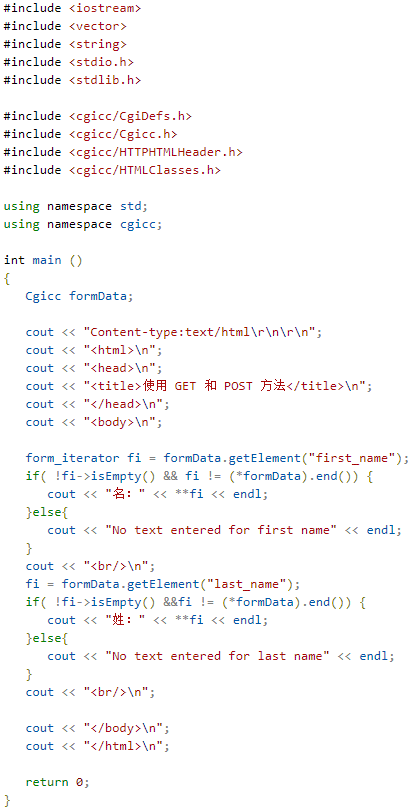 #include <iostream>
#include <vector>
#include <string>
#include <stdio.h>
#include <stdlib.h>

#include <cgicc/CgiDefs.h>
#include <cgicc/Cgicc.h>
#include <cgicc/HTTPHTMLHeader.h>
#include <cgicc/HTMLClasses.h>

using namespace std;
using namespace cgicc;

int main ()
{
   Cgicc formData;

   cout << "Content-type:text/html\r\n\r\n";
   cout << "<html>\n";
   cout << "<head>\n";
   cout << "<title>使用 GET 和 POST 方法</title>\n";
   cout << "</head>\n";
   cout << "<body>\n";

   form_iterator fi = formData.getElement("first_name");
   if( !fi->isEmpty() && fi != (*formData).end()) {
      cout << "名：" << **fi << endl;
   }else{
      cout << "No text entered for first name" << endl;
   }
   cout << "<br/>\n";
   fi = formData.getElement("last_name");
   if( !fi->isEmpty() &&fi != (*formData).end()) {
      cout << "姓：" << **fi << endl;
   }else{
      cout << "No text entered for last name" << endl;
   }
   cout << "<br/>\n";

   cout << "</body>\n";
   cout << "</html>\n";

   return 0;
}